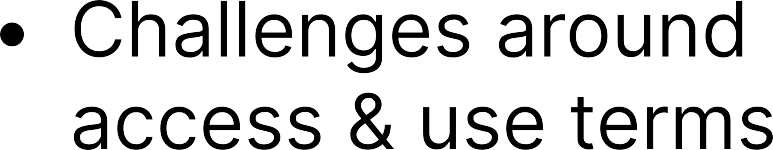 • Challenges around
access & use terms